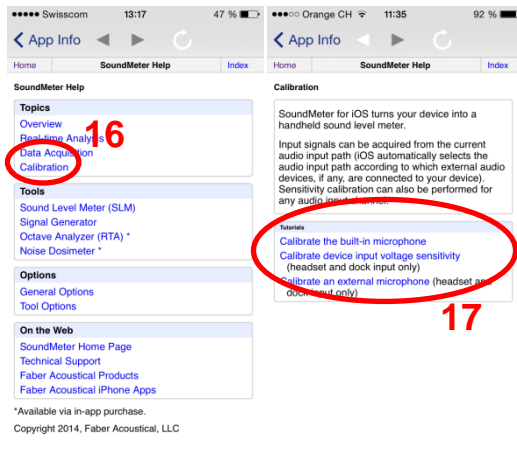 Swisscom 13:17 47 %
App Info
Home SoundMeter Help Index
SoundMeter Help
Topics
Overview
Real-time Analysis
Data Acquisition
Calibration
16
Tools
Sound Level Meter (SLM)
Signal Generator
Octave Analyzer (RTA) *
Noise Dosimeter *
Options
General Options
Tool Options
On the Web
SoundMeter Home Page
Technical Support
Faber Acoustical Products
Faber Acoustical iPhone Apps
*Available via in-app purchase.
Copyright 2014, Faber Acoustical, LLC
Orange CH 11:35 92 %
App Info
Home SoundMeter Help Index
Calibration
SoundMeter for iOS turns your device into a
handheld sound level meter.
Input signals can be acquired from the current
audio input path (iOS automatically selects the
audio input path according to which external audio
devices, if any, are connected to your device).
Sensitivity calibration can also be performed for
any audio input channel.
Tutorials
Calibrate the built-in microphone
Calibrate device input voltage sensitivity
(headset and dock input only)
Calibrate an external microphone (headset and
dock input only)
17